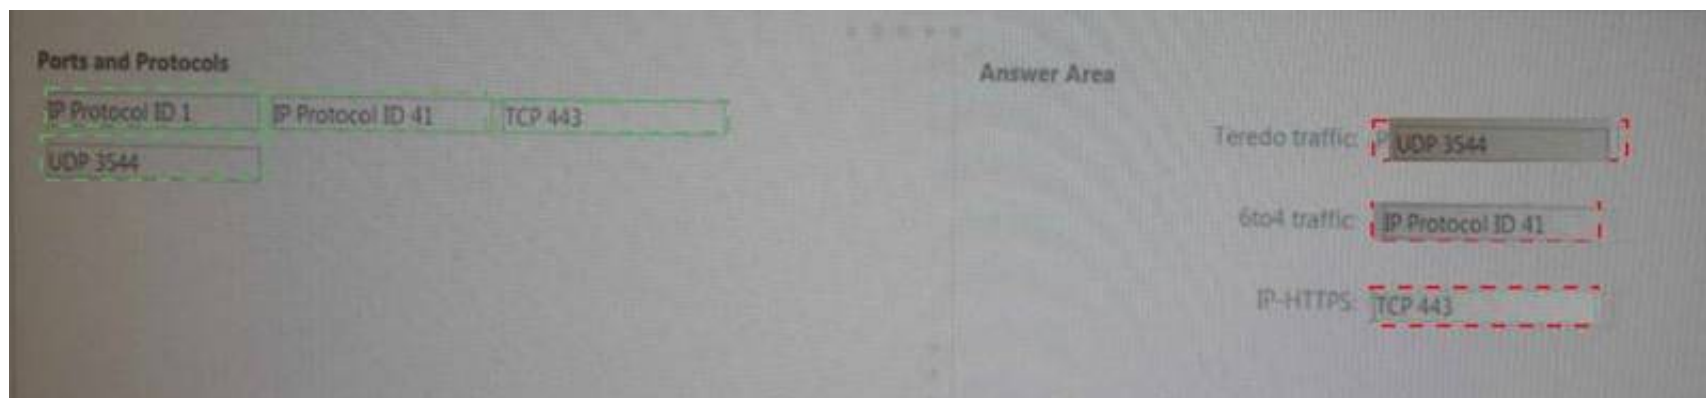 Ports and Protocols
IP Protocol ID 1
IP Protocol ID 41
TCP 443
UDP 3544
Answer Area
Teredo traffic: P UDP 3544
6to4 traffic: IP Protocol ID 41
IP-HTTPS: TCP 443